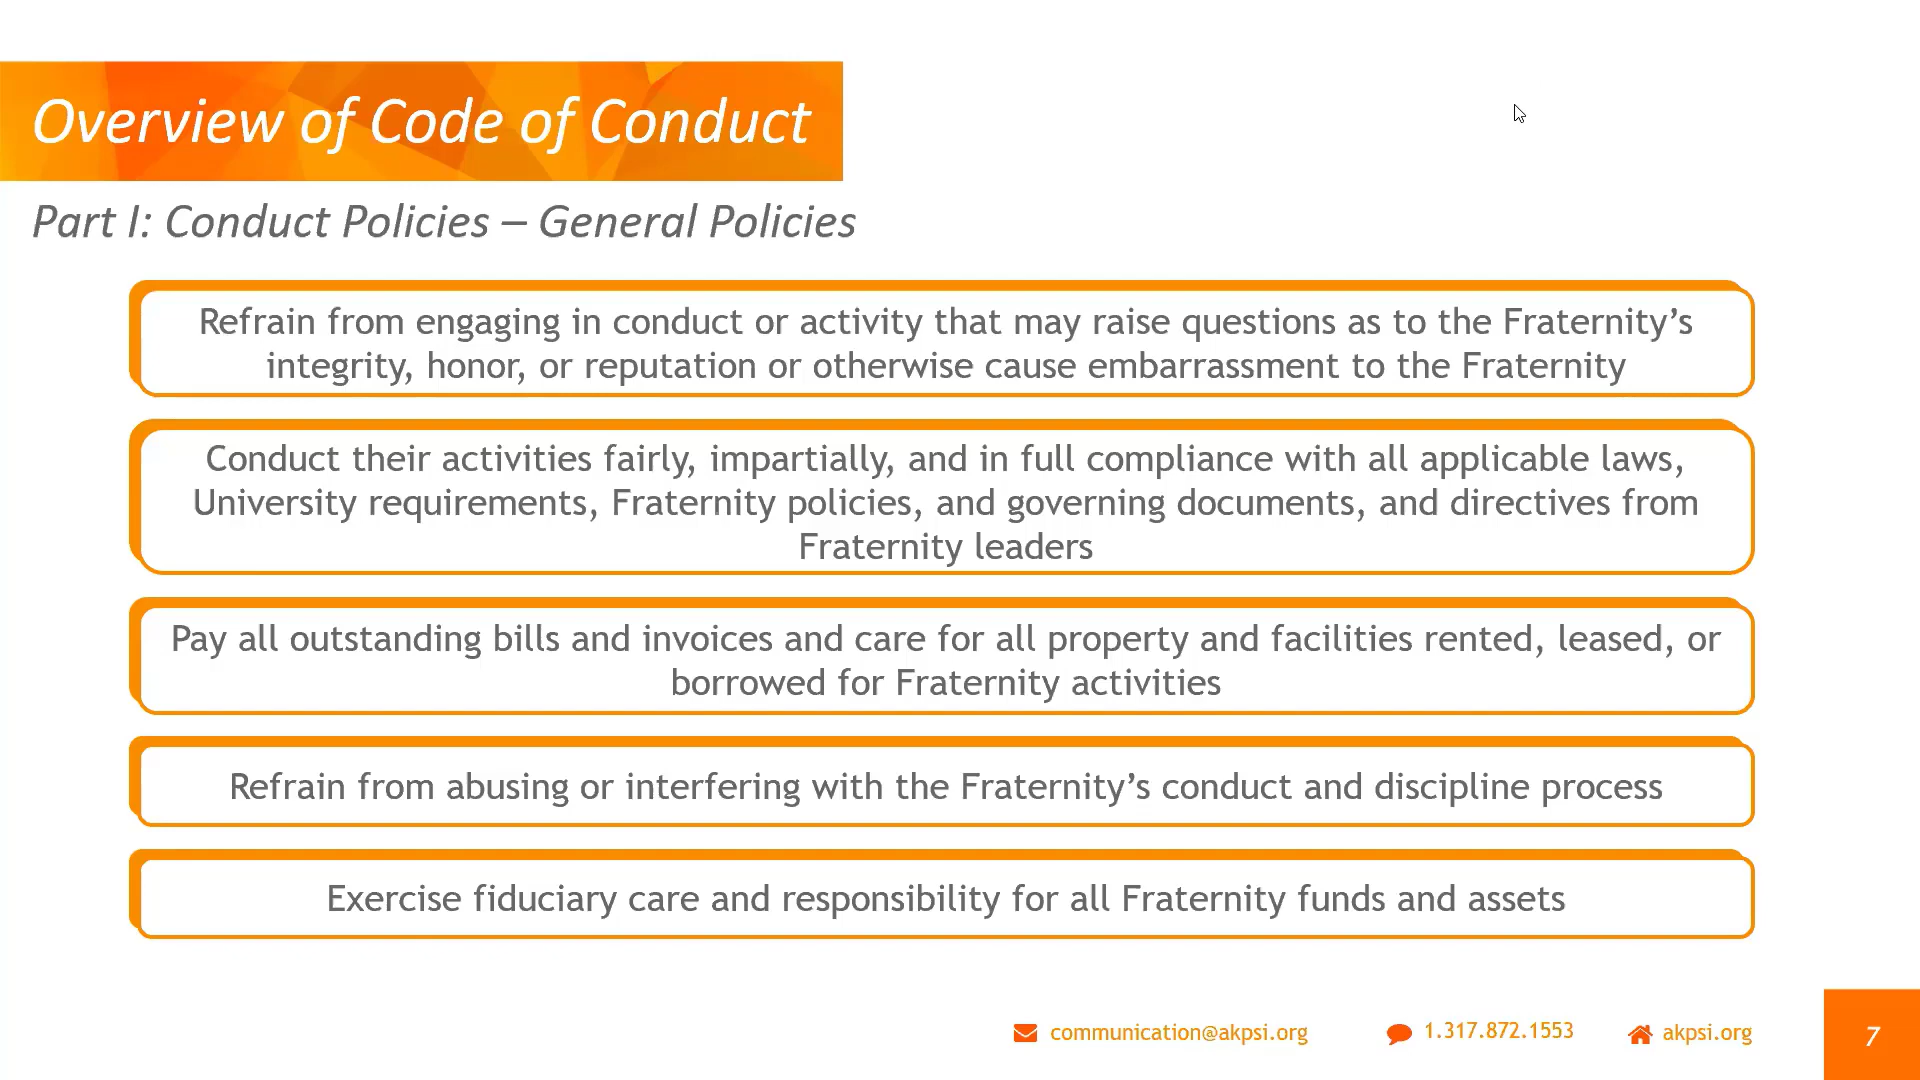 Overview of Code of Conduct
Part I: Conduct Policies – General Policies
Refrain from engaging in conduct or activity that may raise questions as to the Fraternity’s
integrity, honor, or reputation or otherwise cause embarrassment to the Fraternity
Conduct their activities fairly, impartially, and in full compliance with all applicable laws,
University requirements, Fraternity policies, and governing documents, and directives from
Fraternity leaders
Pay all outstanding bills and invoices and care for all property and facilities rented, leased, or
borrowed for Fraternity activities
Refrain from abusing or interfering with the Fraternity’s conduct and discipline process
Exercise fiduciary care and responsibility for all Fraternity funds and assets
communication@akpsi.org 1.317.872.1553 akpsi.org 7